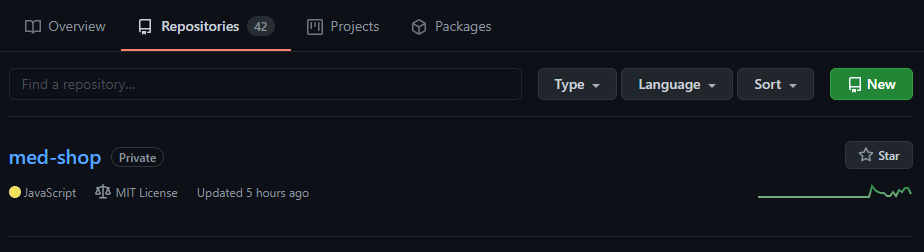 Overview Repositories 42 Projects Packages
Find a repository... Type Language Sort New
med-shop Private Star
JavaScript MIT License Updated 5 hours ago